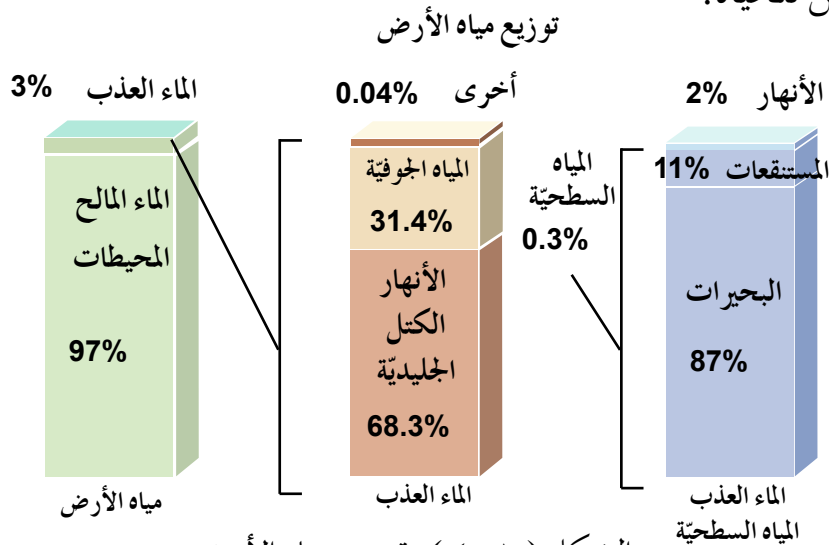 توزيع مياه الأرض
الأنهار 2%
المستنقعات 11%
البحيرات
87%
الماء العذب
المياه السطحيّة
أخرى 0.04%
المياه الجوفيّة
31.4%
المياه
السطحيّة
0.3%
الأنهار
الكتل
الجليديّة
68.3%
الماء العذب
الماء العذب 3%
الماء المالح
المحيطات
97%
مياه الأرض